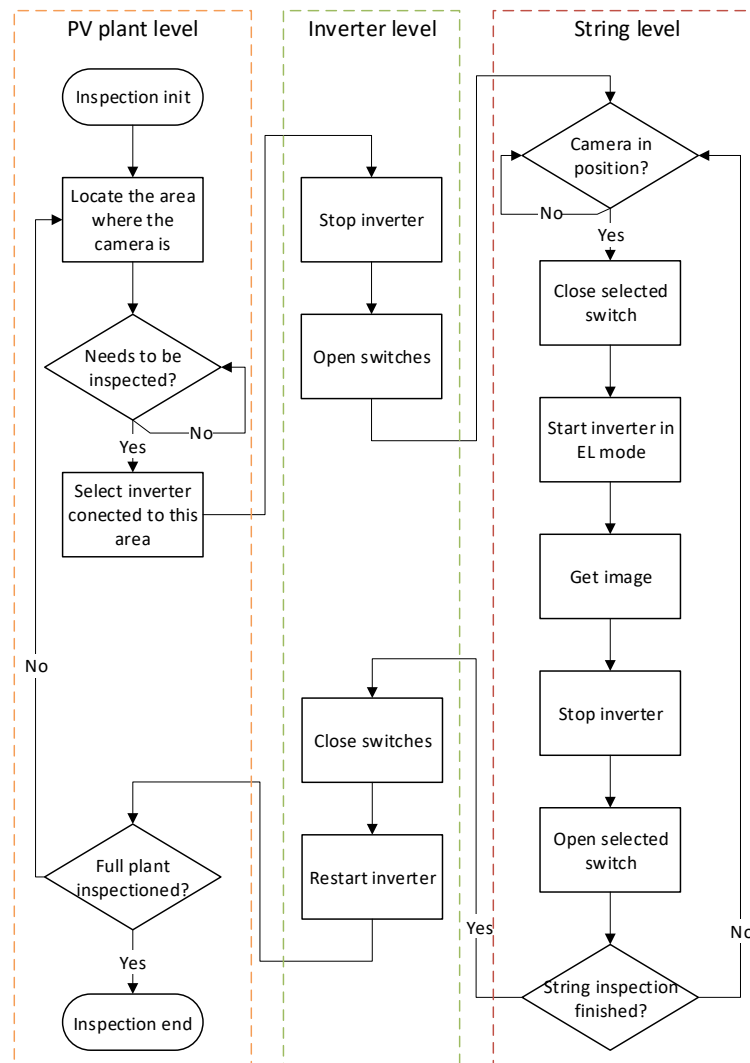 PV plant level
Inspection init
Locate the area
where the
camera is
Needs to be
inspected?
No
Yes
Select inverter
conected to this
area
No
Full plant
inspectioned?
Yes
Inspection end
Inverter level
Stop inverter
Open switches
Close switches
Restart inverter
String level
Camera in
position?
No
Yes
Close selected
switch
Start inverter in
EL mode
Get image
Stop inverter
Open selected
switch
Yes
No
String inspection
finished?